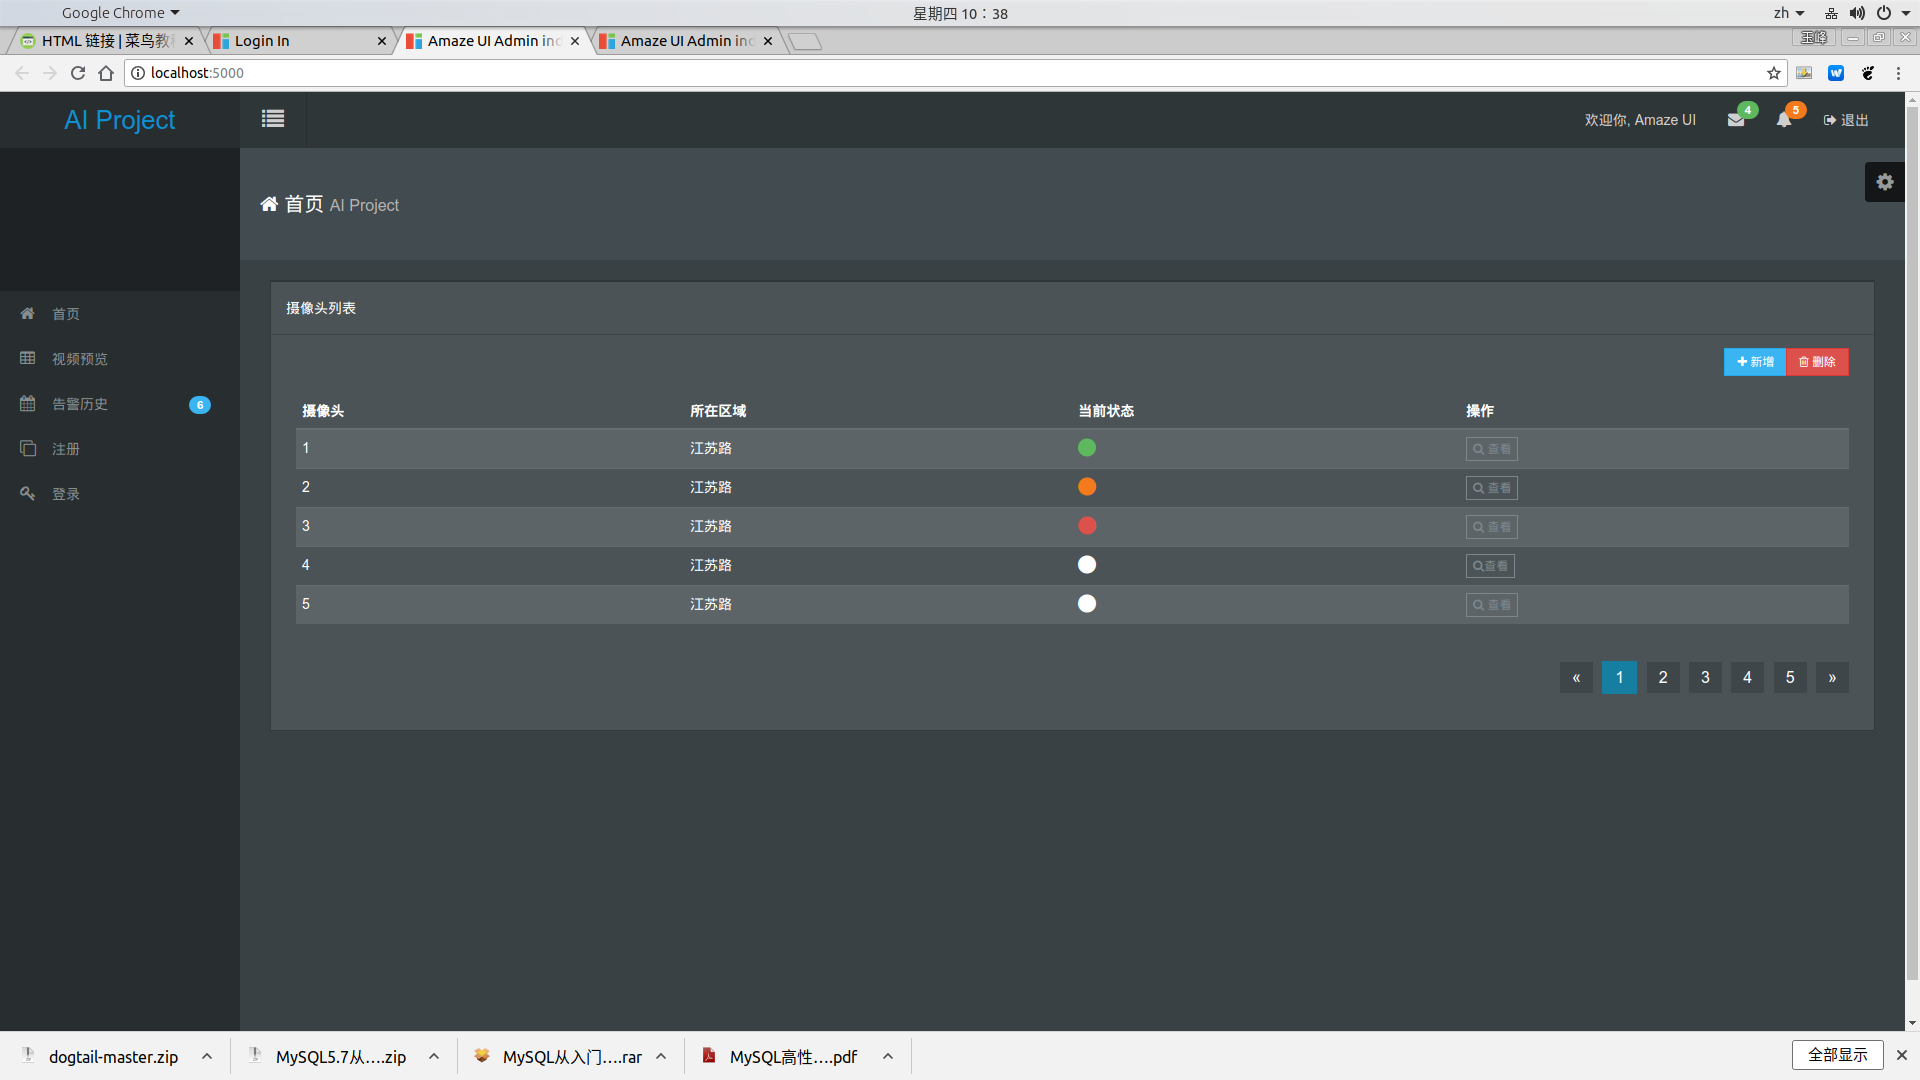 Google Chrome
星期四 10：38
zh
HTML 链接 | 菜鸟教程
Login In
Amaze UI Admin ind
Amaze UI Admin ind
玉峰
localhost:5000
AI Project
欢迎你, Amaze UI
4
5
退出
首页 AI Project
首页
视频预览
告警历史
6
注册
登录
摄像头列表
新增
删除
摄像头 所在区域 当前状态 操作
1 江苏路 查看
2 江苏路 查看
3 江苏路 查看
4 江苏路 查看
5 江苏路 查看
« 1 2 3 4 5 »
dogtail-master.zip
MySQL5.7从....zip
MySQL从入门....rar
MySQL高性....pdf
全部显示